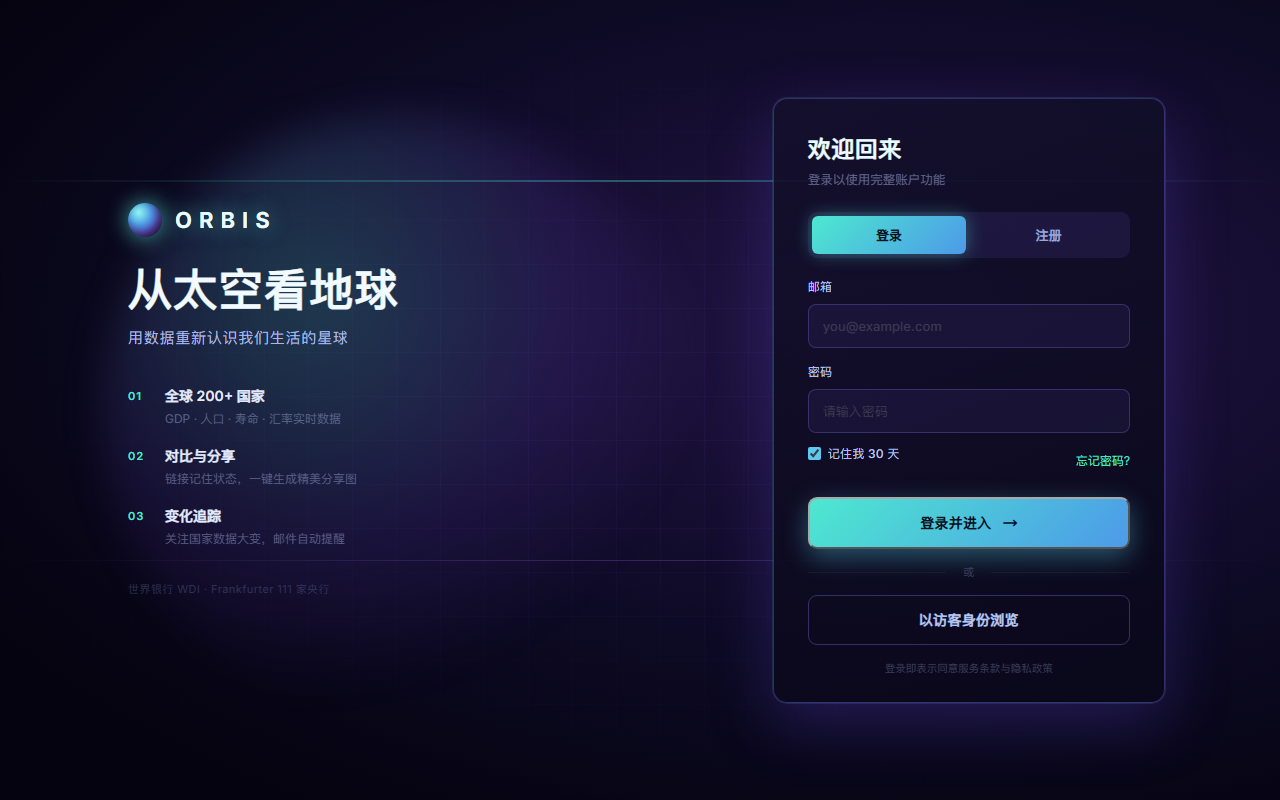 ORBIS
从太空看地球
用数据重新认识我们生活的星球
01 全球 200+ 国家
GDP · 人口 · 寿命 · 汇率实时数据
02 对比与分享
链接记住状态，一键生成精美分享图
03 变化追踪
关注国家数据大变，邮件自动提醒
世界银行 WDI · Frankfurter 111 家央行
欢迎回来
登录以使用完整账户功能
登录 注册
邮箱
you@example.com
密码
请输入密码
记住我 30 天 忘记密码?
登录并进入 →
或
以访客身份浏览
登录即表示同意服务条款与隐私政策